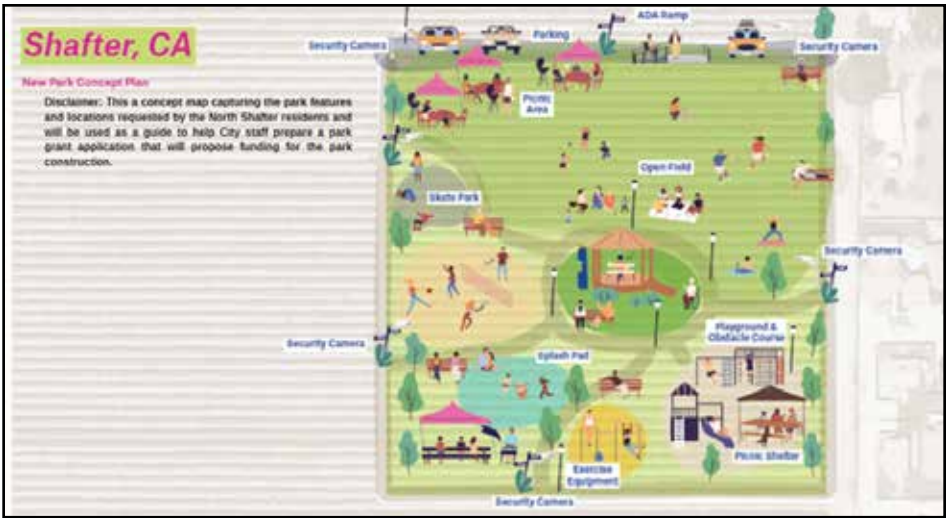 Shafter, CA
New Park Concept Plan
Disclaimer: This a concept map capturing the park features
and locations requested by the North Shafter residents and
will be used as a guide to help City staff prepare a park
grant application that will propose funding for the park
construction.
ADA Ramp
Security Camera
Parking
Security Camera
Picnic
Area
Open Field
Skate Park
Security Camera
Playground &
Obstacle Course
Security Camera
Splash Pad
Picnic Shelter
Exercise
Equipment
Security Camera